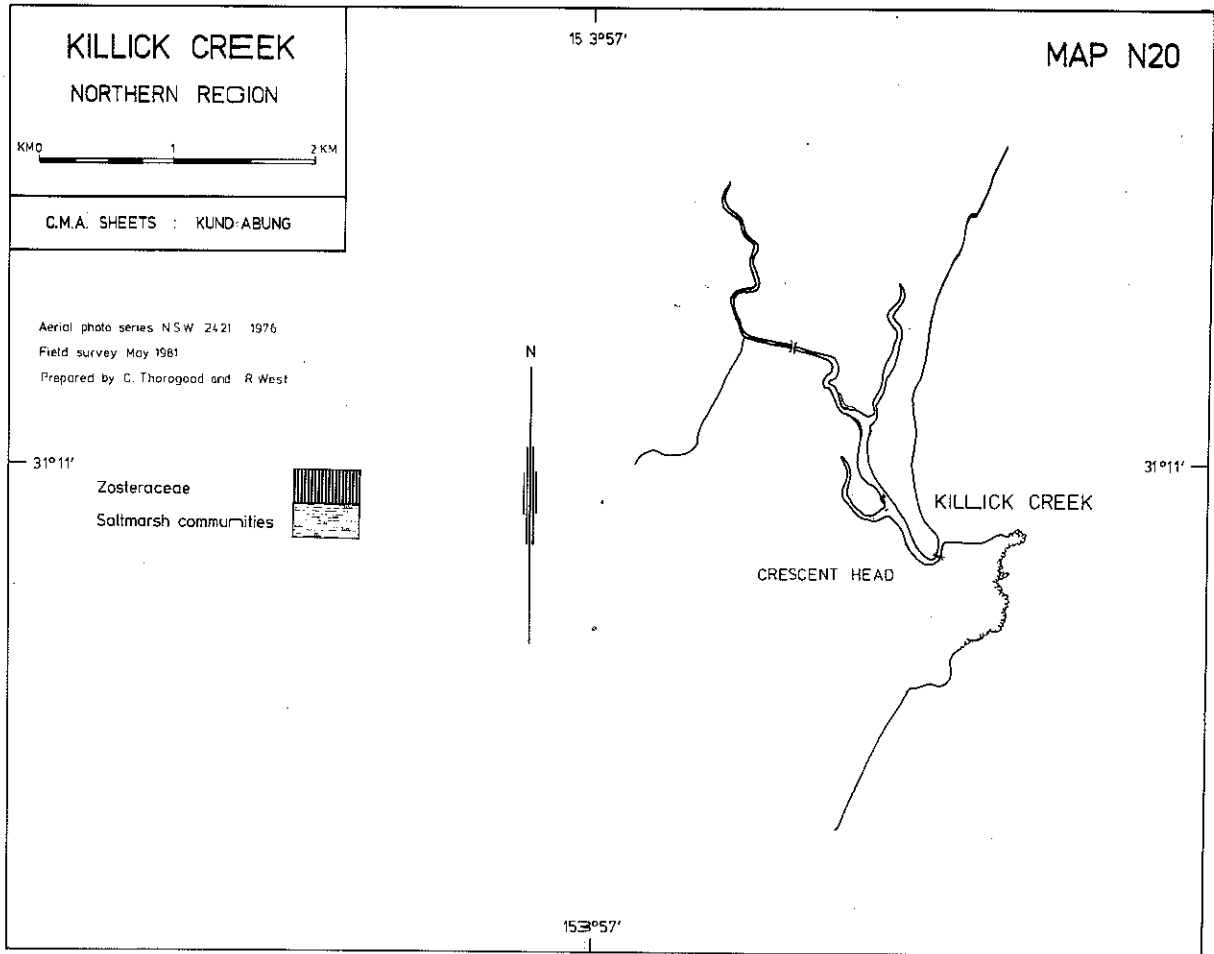 KILLICK CREEK
NORTHERN REGION
KM 0 1 2 KM
C.M.A. SHEETS : KUND-ABUNG
15 3°57'
MAP N20
Aerial photo series N S W 2421 1976
Field survey May 1981
Prepared by C. Thorogood and R West
N
31°11'
31°11'
Zosteraceae
Saltmarsh communities
KILLICK CREEK
CRESCENT HEAD
153°57'